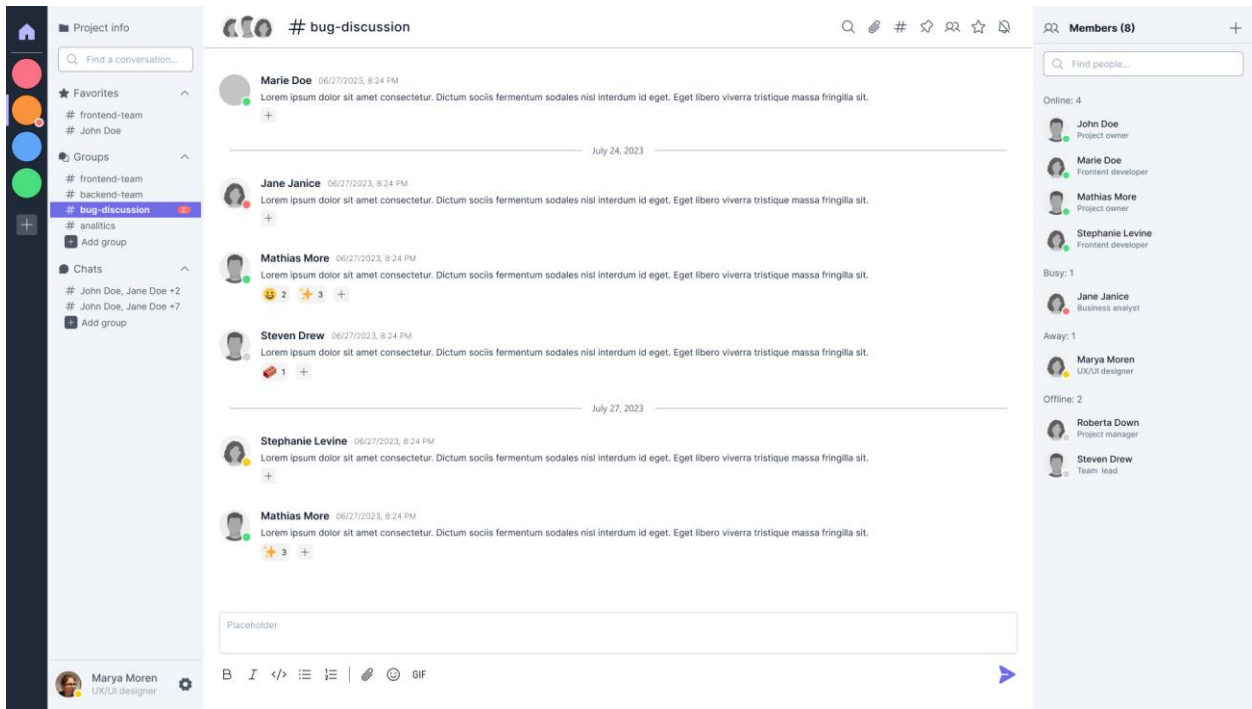 Project info
Find a conversation...
Favorites
# frontend-team
# John Doe
Groups
# frontend-team
# backend-team
# bug-discussion
# analitics
Add group
Chats
# John Doe, Jane Doe +2
# John Doe, Jane Doe +7
Add group
Marya Moren
UX/UI designer
# bug-discussion
Marie Doe 06/27/2023, 8:24 PM
Lorem ipsum dolor sit amet consectetur. Dictum sociis fermentum sodales nisl interdum id eget. Eget libero viverra tristique massa fringilla sit.
July 24, 2023
Jane Janice 06/27/2023, 8:24 PM
Lorem ipsum dolor sit amet consectetur. Dictum sociis fermentum sodales nisl interdum id eget. Eget libero viverra tristique massa fringilla sit.
Mathias More 06/27/2023, 8:24 PM
Lorem ipsum dolor sit amet consectetur. Dictum sociis fermentum sodales nisl interdum id eget. Eget libero viverra tristique massa fringilla sit.
2 3
Steven Drew 06/27/2023, 8:24 PM
Lorem ipsum dolor sit amet consectetur. Dictum sociis fermentum sodales nisl interdum id eget. Eget libero viverra tristique massa fringilla sit.
1
July 27, 2023
Stephanie Levine 06/27/2023, 8:24 PM
Lorem ipsum dolor sit amet consectetur. Dictum sociis fermentum sodales nisl interdum id eget. Eget libero viverra tristique massa fringilla sit.
Mathias More 06/27/2023, 8:24 PM
Lorem ipsum dolor sit amet consectetur. Dictum sociis fermentum sodales nisl interdum id eget. Eget libero viverra tristique massa fringilla sit.
3
Placeholder
B I </> GIF
Members (8)
Find people...
Online: 4
John Doe
Project owner
Marie Doe
Frontent developer
Mathias More
Project owner
Stephanie Levine
Frontent developer
Busy: 1
Jane Janice
Business analyst
Away: 1
Marya Moren
UX/UI designer
Offline: 2
Roberta Down
Project manager
Steven Drew
Team lead